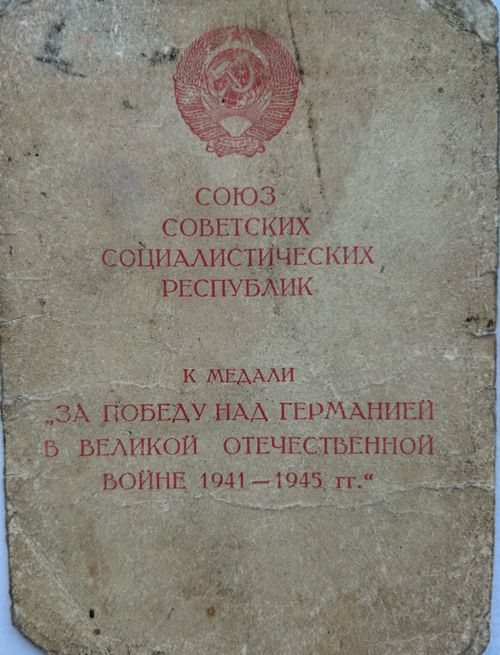 СОЮЗ
СОВЕТСКИХ
СОЦИАЛИСТИЧЕСКИХ
РЕСПУБЛИК
К МЕДАЛИ
„ЗА ПОБЕДУ НАД ГЕРМАНИЕЙ
В ВЕЛИКОЙ ОТЕЧЕСТВЕННОЙ
ВОЙНЕ 1941—1945 гг.“